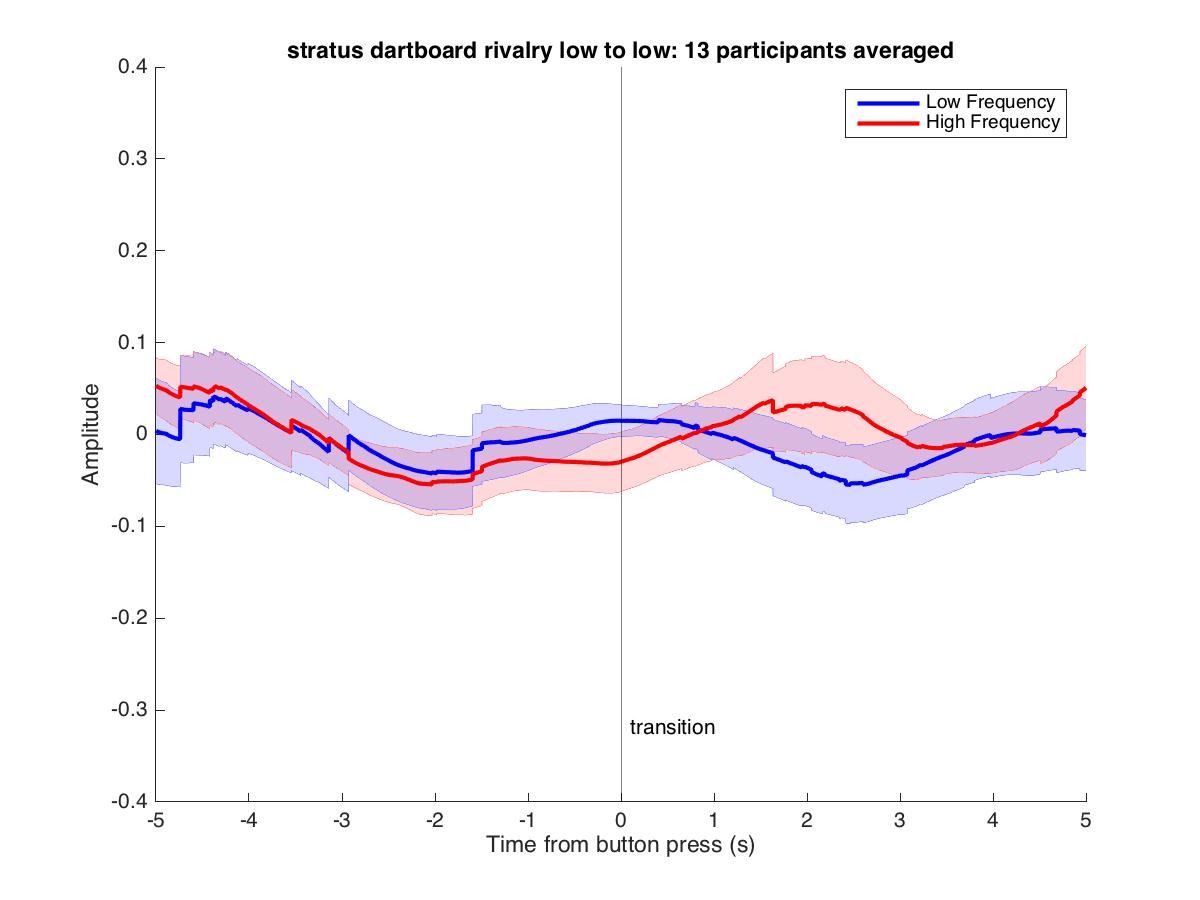 stratus dartboard rivalry low to low: 13 participants averaged
Low Frequency
High Frequency
Amplitude
0.4
0.3
0.2
0.1
0
-0.1
-0.2
-0.3
-0.4
transition
-5 -4 -3 -2 -1 0 1 2 3 4 5
Time from button press (s)